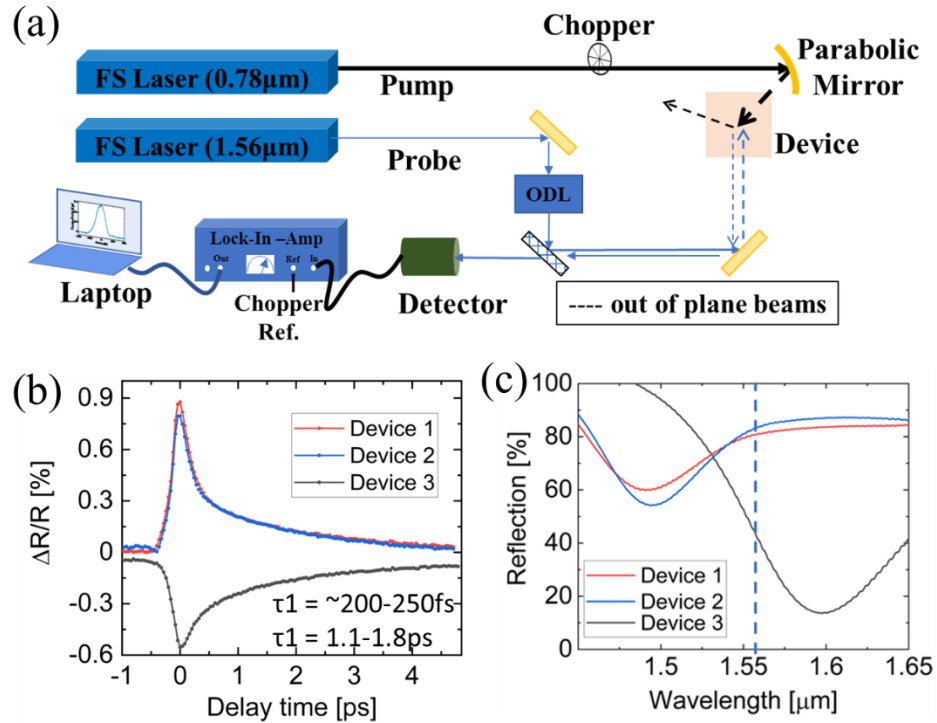 (a)
Chopper
Parabolic
Mirror
FS Laser (0.78μm)
Pump
FS Laser (1.56μm)
Probe
Device
ODL
Lock-In –Amp
Out
Ref
In
Laptop
Chopper
Ref.
Detector
---- out of plane beams
(b)
0.9
0.6
0.3
0
-0.3
-0.6
ΔR/R [%]
Device 1
Device 2
Device 3
τ1 = ~200-250fs
τ1 = 1.1-1.8ps
-1 0 1 2 3 4
Delay time [ps]
(c)
100
80
60
40
20
0
Reflection [%]
Device 1
Device 2
Device 3
1.5 1.55 1.6 1.65
Wavelength [μm]